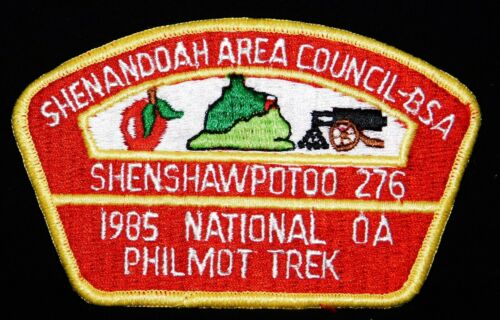 SHENANDOAH AREA COUNCIL-BSA
SHENSHAWPOTOO 276
1985 NATIONAL OA
PHILMOT TREK